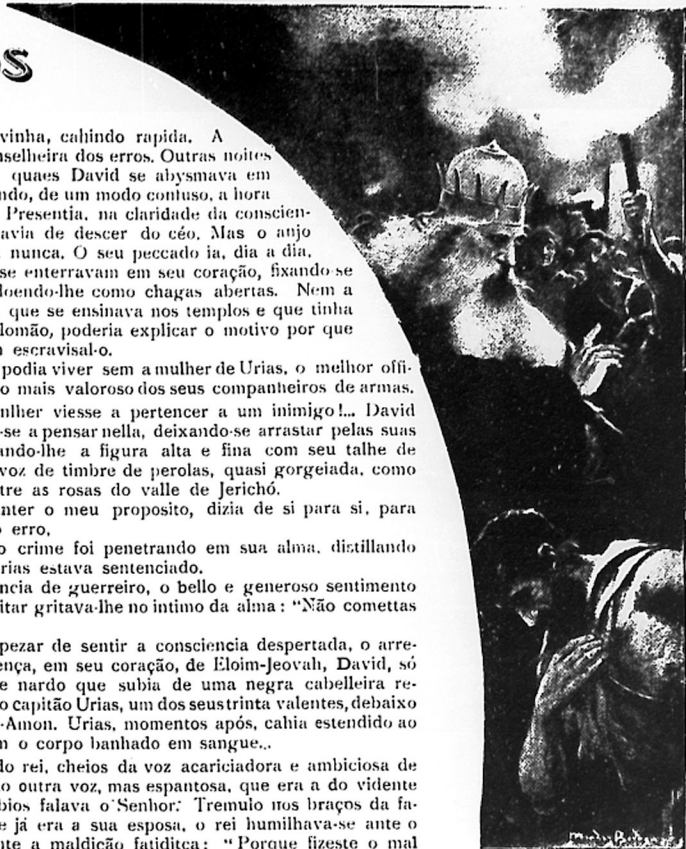 os
vinha, cahindo rapida. A
nselheira dos erros. Outras noites
quaes David se abysmava em
ndo, de um modo contuso, a hora
Presentia, na claridade da conscien-
avia de descer do céo. Mas o anjo
nunca. O seu peccado ia, dia a dia,
se enterravam em seu coração, fixando-se
doendo-lhe como chagas abertas. Nem a
que se ensinava nos templos e que tinha
lomão, poderia explicar o motivo por que
escravisal-o.
podia viver sem a mulher de Urias, o melhor offi-
o mais valoroso dos seus companheiros de armas.
mulher viesse a pertencer a um inimigo!... David
-se a pensar nella, deixando-se arrastar pelas suas
ando-lhe a figura alta e fina com seu talhe de
voz de timbre de perolas, quasi gorgeiada, como
tre as rosas do valle de Jerichó.
nter o meu proposito, dizia de si para si, para
erro,
o crime foi penetrando em sua alma, distillando
rias estava sentenciado.
ncia de guerreiro, o bello e generoso sentimento
itar gritava-lhe no intimo da alma: "Não comettas
pezar de sentir a consciencia despertada, o arre-
ença, em seu coração, de Eloim-Jeovah, David, só
e nardo que subia de uma negra cabelleira re-
o capitão Urias, um dos seus trinta valentes, debaixo
-Amon. Urias, momentos após, cahia estendido ao
o corpo banhado em sangue...
do rei, cheios da voz acariciadora e ambiciosa de
o outra voz, mas espantosa, que era a do vidente
bios falava o Senhor: Tremulo nos braços da fa-
e já era a sua esposa, o rei humilhava-se ante o
nte a maldição fatiditca: "Porque fizeste o mal